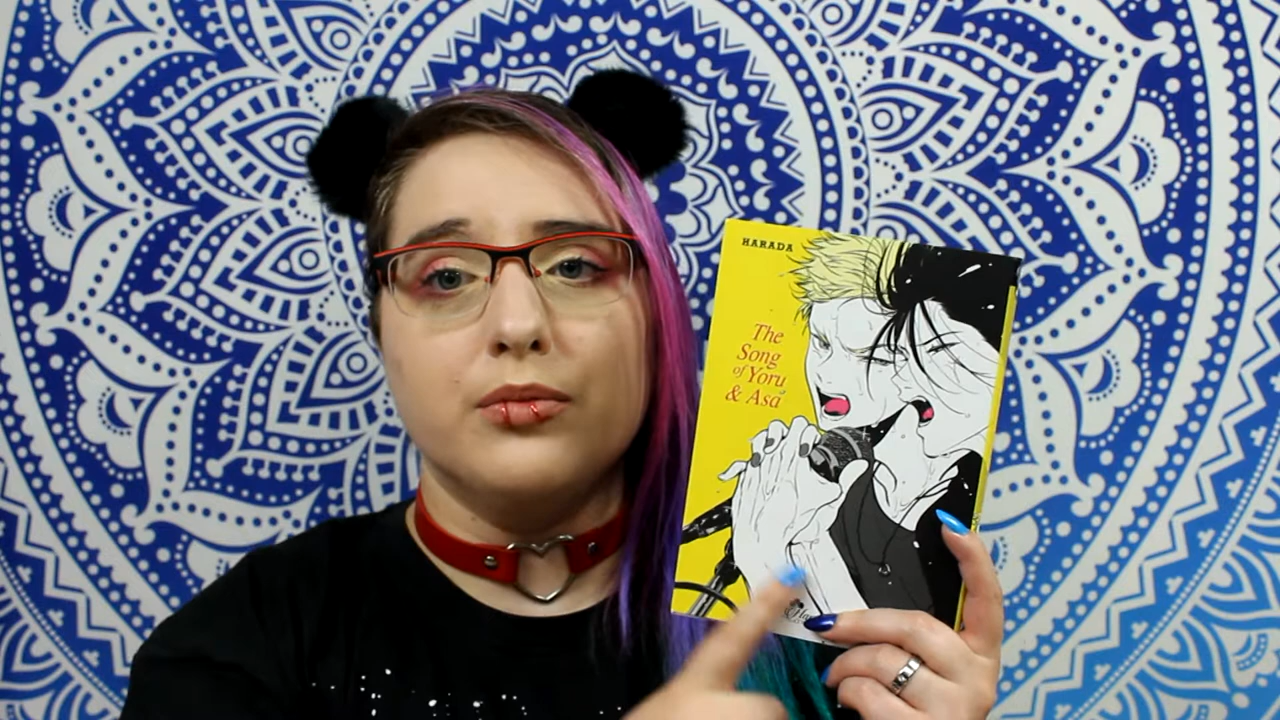 HARADA
The
Song
of Yoru
& Asa